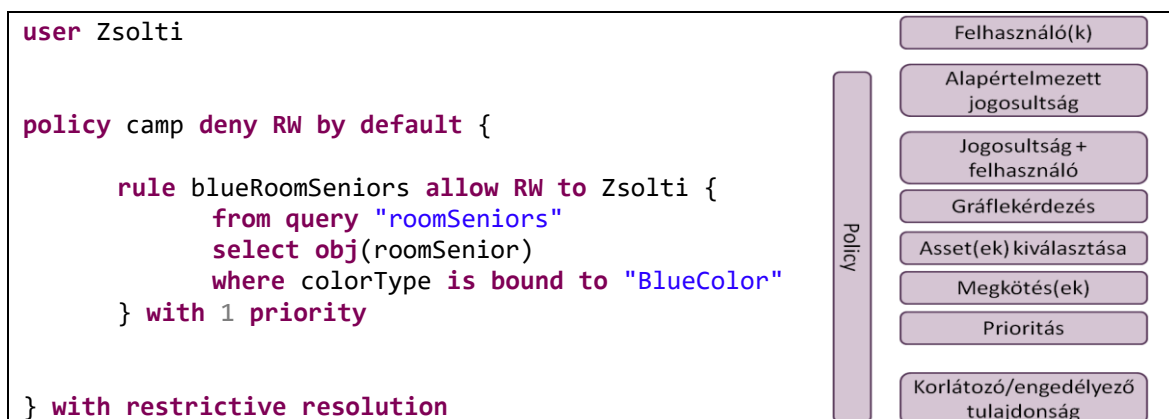 user Zsolti
policy camp deny RW by default {
rule blueRoomSeniors allow RW to Zsolti {
from query "roomSeniors"
select obj(roomSenior)
where colorType is bound to "BlueColor"
} with 1 priority
} with restrictive resolution
Policy
Felhasználó(k)
Alapértelmezett
jogosultság
Jogosultság +
felhasználó
Gráflekérdezés
Asset(ek) kiválasztása
Megkötés(ek)
Prioritás
Korlátozó/engedélyező
tulajdonság